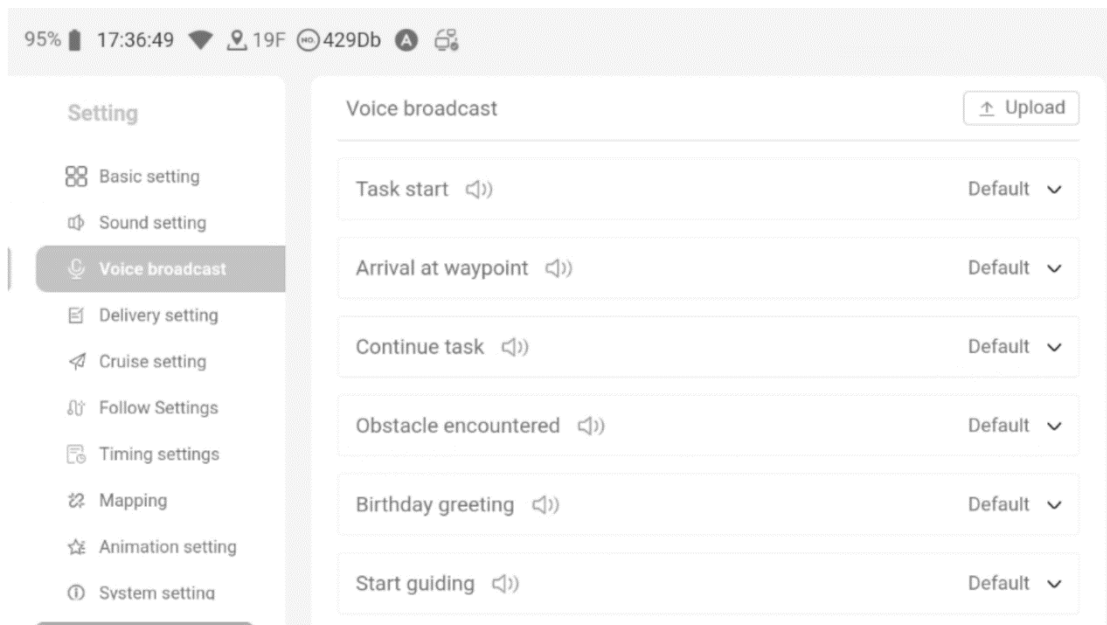 95% 17:36:49 19F NO. 429Db A
Setting
Basic setting
Sound setting
Voice broadcast
Delivery setting
Cruise setting
Follow Settings
Timing settings
Mapping
Animation setting
System setting
Voice broadcast
Upload
Task start Default
Arrival at waypoint Default
Continue task Default
Obstacle encountered Default
Birthday greeting Default
Start guiding Default